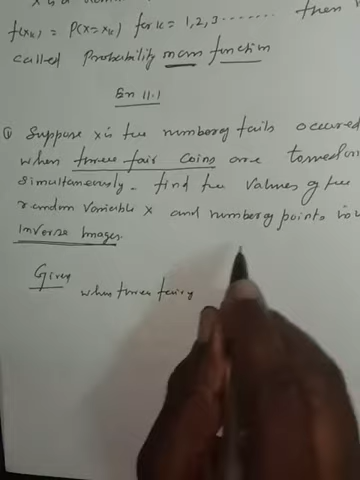 f(xk) = P(X=xk) for k = 1,2,3 ........ then
called Probability mass function
Ex 11.1
① Suppose X is the number of tails occured
when three fair coins are tossed on
simultaneously. find the values of the
random variable X and number of points in
Inverse Images.
Given
when three fair